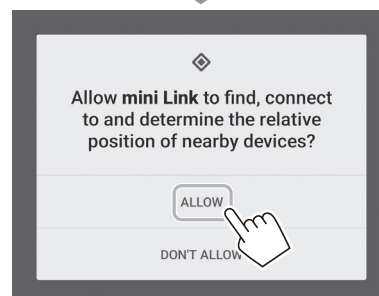 Allow mini Link to find, connect
to and determine the relative
position of nearby devices?
ALLOW
DON'T ALLOW